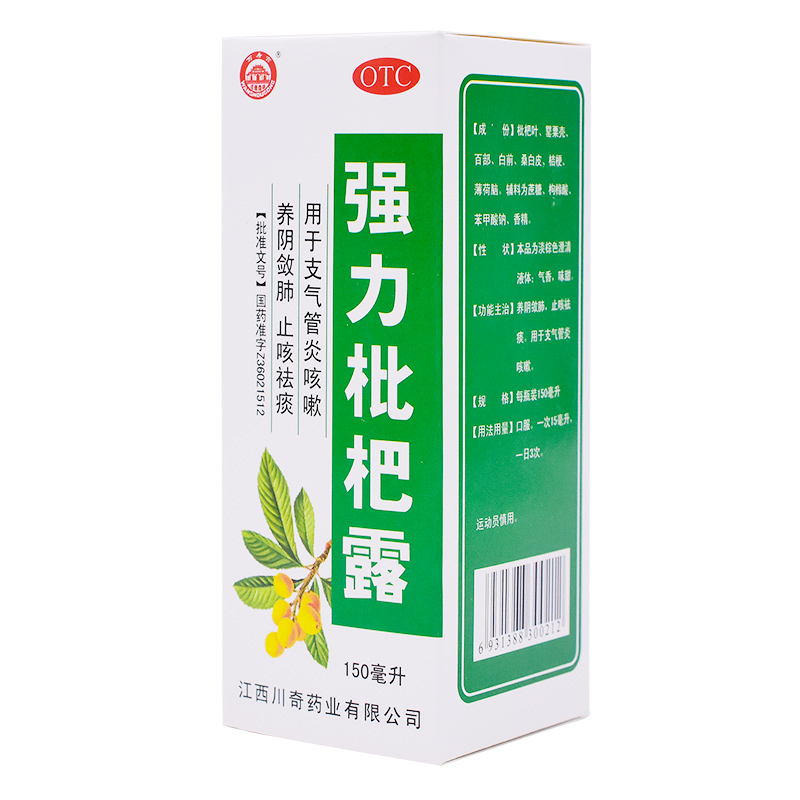 OTC
强力枇杷露
用于支气管炎咳嗽
养阴敛肺 止咳祛痰
【批准文号】国药准字Z36021512
150毫升
江西川奇药业有限公司
【成 份】枇杷叶、罂粟壳、
百部、白前、桑白皮、桔梗、
薄荷脑。辅料为蔗糖、枸橼酸、
苯甲酸钠、香精。
【性 状】本品为淡棕色澄清
液体；气香，味甜。
【功能主治】养阴敛肺，止咳祛
痰。用于支气管炎
咳嗽。
【规 格】每瓶装150毫升
【用法用量】口服。一次15毫升，
一日3次。
运动员慎用。
6 931388 300212